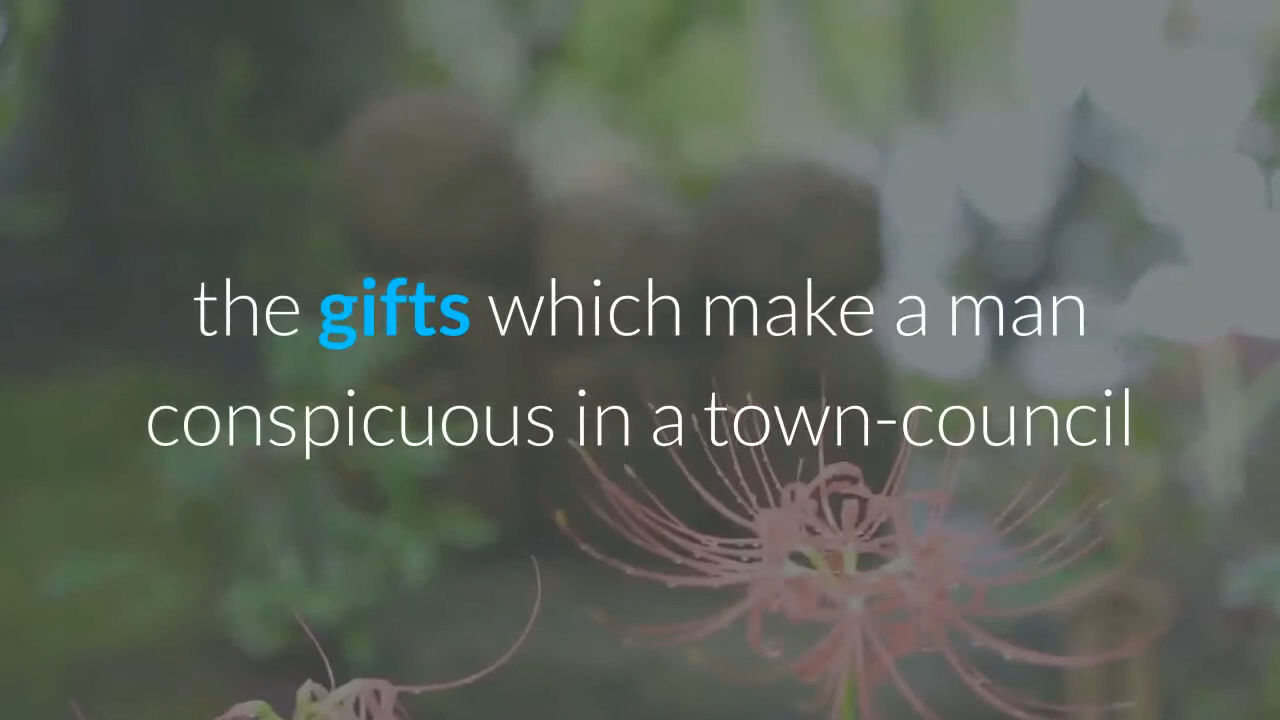 the gifts which make a man
conspicuous in a town-council